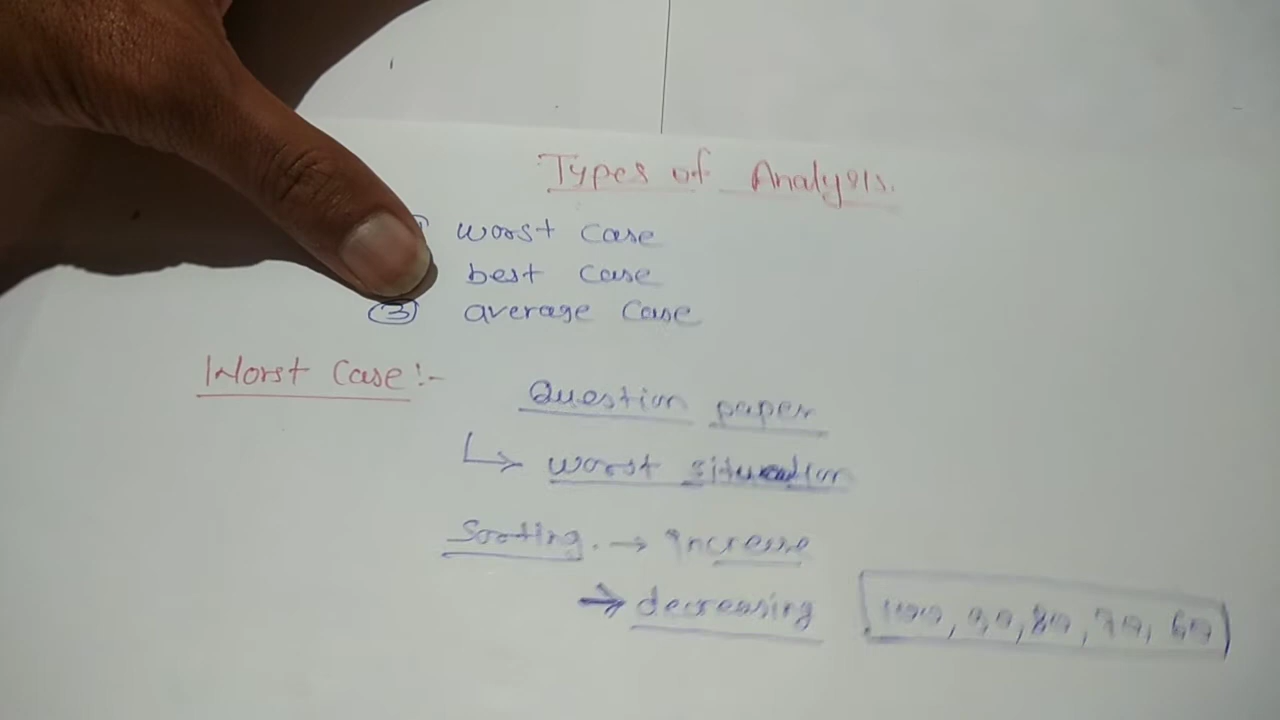 Types of Analysis.
worst case
best case
③ average case
Worst Case:-
Question paper
↳ worst situation
Sorting. → increase
→ decreasing 100, 90, 80, 70, 60